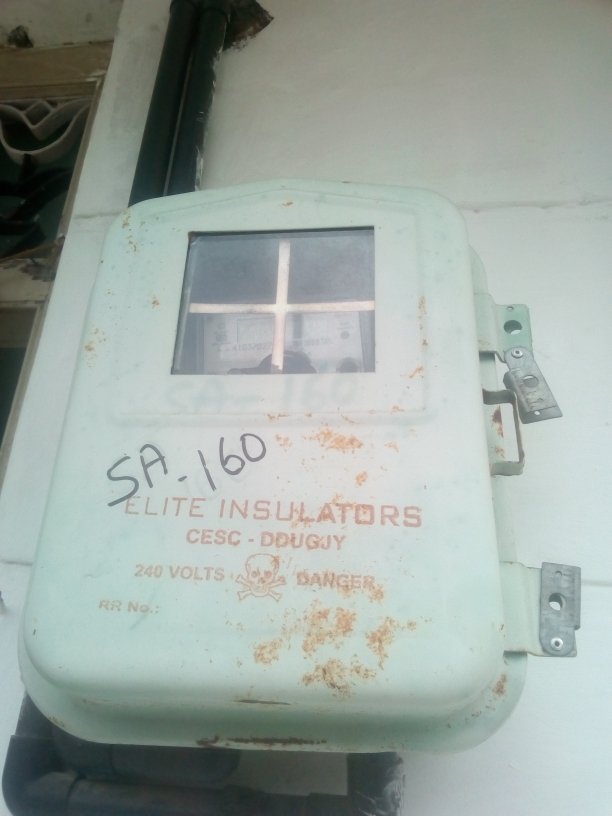 SA-160
SA-160
ELITE INSULATORS
CESC - DDUGJY
240 VOLTS DANGER
RR No.: